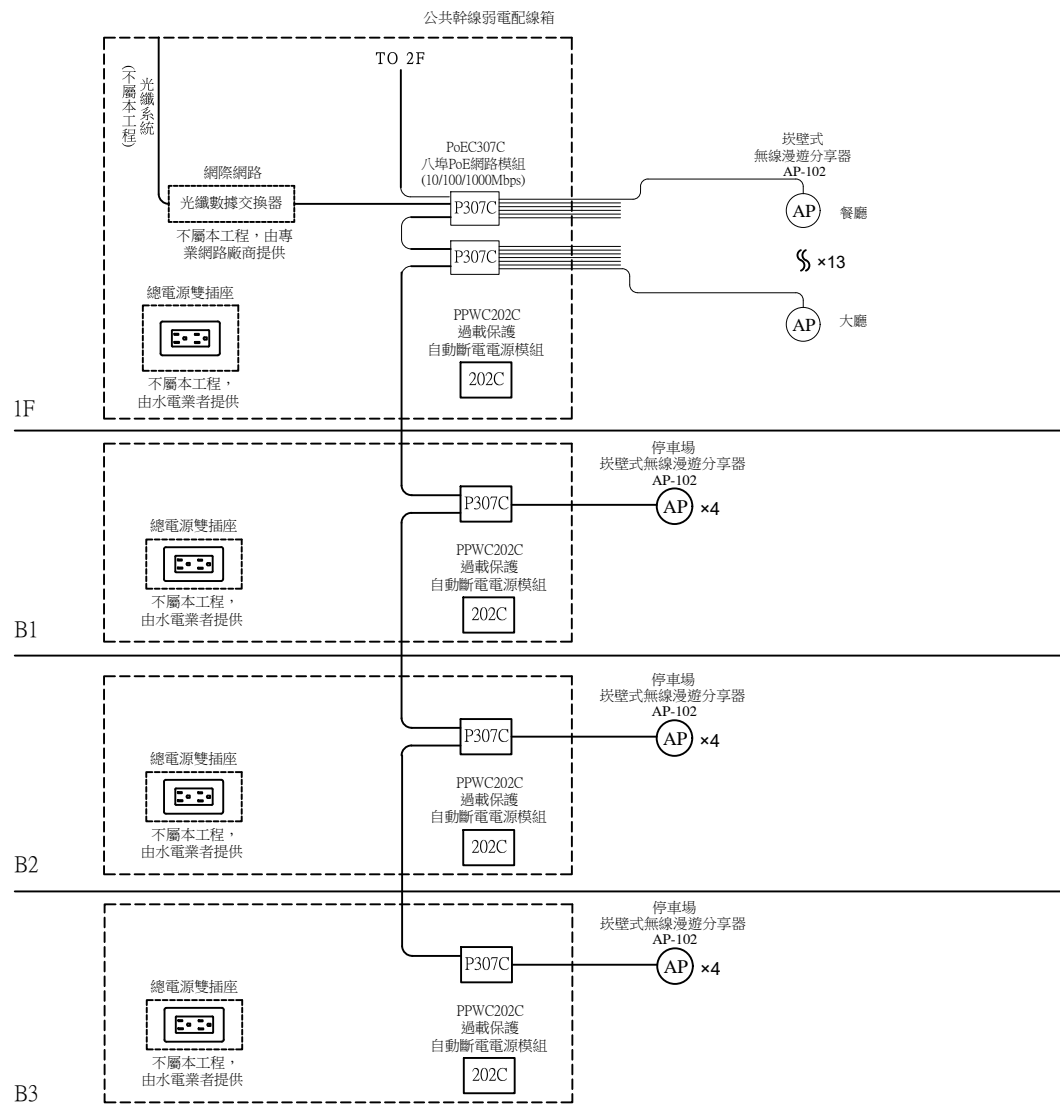 公共幹線弱電配線箱
TO 2F
光纖系統
(不屬本工程)
PoEC307C
八埠PoE網路模組
(10/100/1000Mbps)
崁壁式
無線漫遊分享器
AP-102
網際網路
光纖數據交換器
P307C
AP
餐廳
不屬本工程，由專
業網路廠商提供
P307C
×13
總電源雙插座
PPWC202C
過載保護
自動斷電電源模組
AP
大廳
202C
不屬本工程，
由水電業者提供
1F
停車場
崁壁式無線漫遊分享器
AP-102
P307C
AP
×4
總電源雙插座
PPWC202C
過載保護
自動斷電電源模組
202C
不屬本工程，
由水電業者提供
B1
停車場
崁壁式無線漫遊分享器
AP-102
P307C
AP
×4
總電源雙插座
PPWC202C
過載保護
自動斷電電源模組
202C
不屬本工程，
由水電業者提供
B2
停車場
崁壁式無線漫遊分享器
AP-102
P307C
AP
×4
總電源雙插座
PPWC202C
過載保護
自動斷電電源模組
202C
不屬本工程，
由水電業者提供
B3